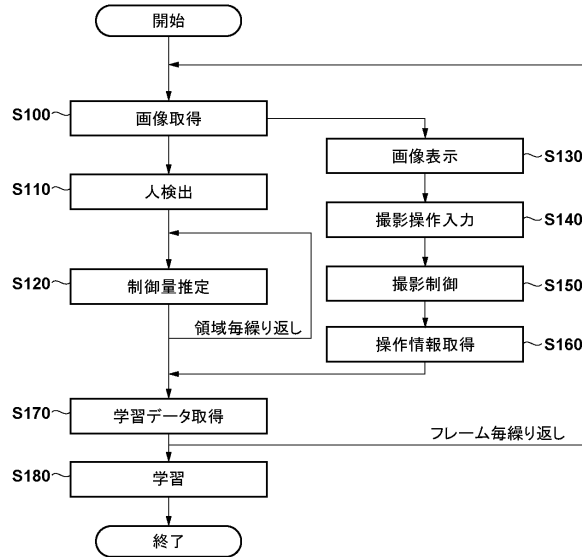 開始
S100
画像取得
S110
人検出
S120
制御量推定
領域毎繰り返し
画像表示
S130
撮影操作入力
S140
撮影制御
S150
操作情報取得
S160
S170
学習データ取得
フレーム毎繰り返し
S180
学習
終了